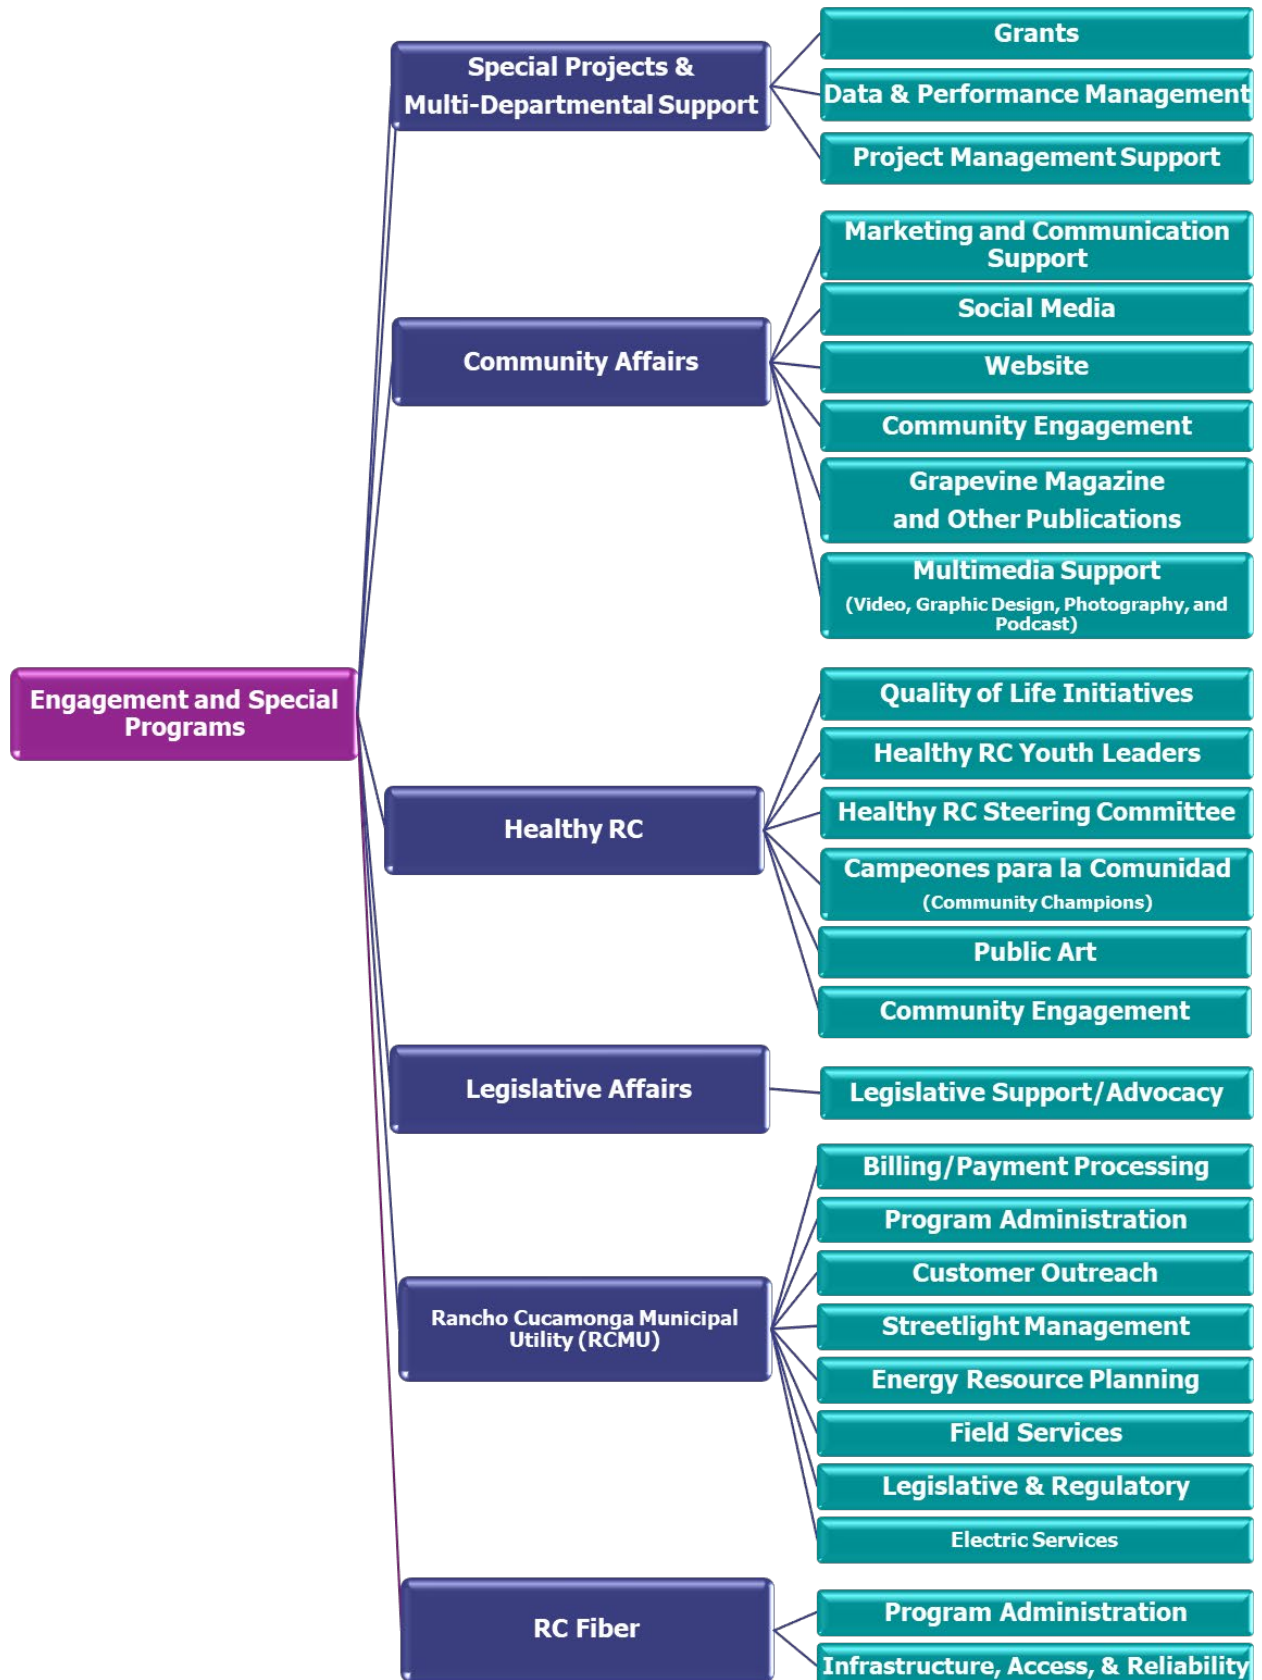 Engagement and Special
Programs
Special Projects &
Multi-Departmental Support
Grants
Data & Performance Management
Project Management Support
Community Affairs
Marketing and Communication
Support
Social Media
Website
Community Engagement
Grapevine Magazine
and Other Publications
Multimedia Support
(Video, Graphic Design, Photography, and
Podcast)
Healthy RC
Quality of Life Initiatives
Healthy RC Youth Leaders
Healthy RC Steering Committee
Campeones para la Comunidad
(Community Champions)
Public Art
Community Engagement
Legislative Affairs
Legislative Support/Advocacy
Rancho Cucamonga Municipal
Utility (RCMU)
Billing/Payment Processing
Program Administration
Customer Outreach
Streetlight Management
Energy Resource Planning
Field Services
Legislative & Regulatory
Electric Services
RC Fiber
Program Administration
Infrastructure, Access, & Reliability